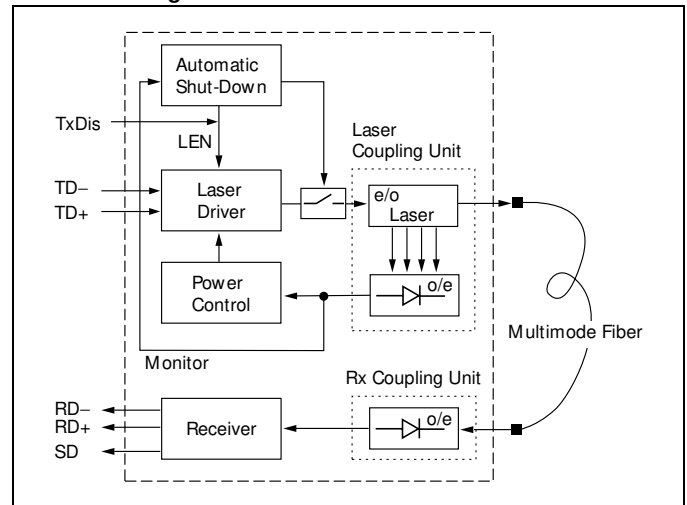 Automatic
Shut-Down
TxDis
LEN
Laser
Coupling Unit
TD–
TD+
Laser
Driver
e/o
Laser
Power
Control
o/e
Multimode Fiber
Monitor
Rx Coupling Unit
RD–
RD+
SD
Receiver
o/e